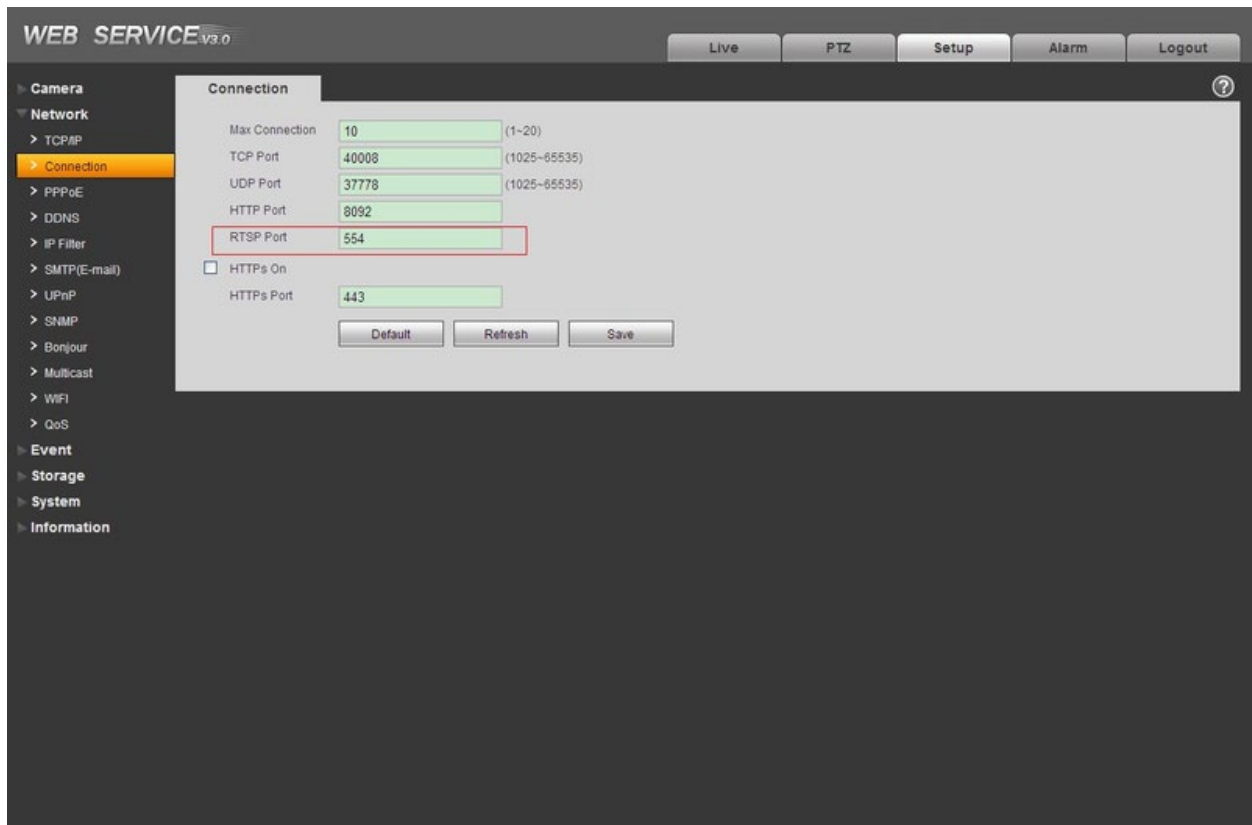 WEB SERVICE V3.0
Live PTZ Setup Alarm Logout
Camera
Network
> TCP/IP
> Connection
> PPPoE
> DDNS
> IP Filter
> SMTP(E-mail)
> UPnP
> SNMP
> Bonjour
> Multicast
> WIFI
> QoS
Event
Storage
System
Information
Connection
?
Max Connection 10 (1~20)
TCP Port 40008 (1025~65535)
UDP Port 37778 (1025~65535)
HTTP Port 8092
RTSP Port 554
HTTPs On
HTTPs Port 443
Default Refresh Save